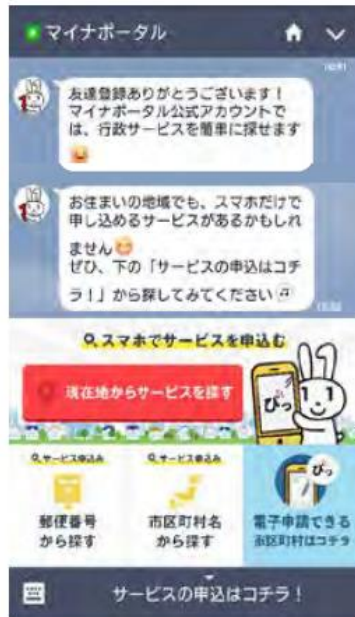 マイナポータル
友達登録ありがとうございます！
マイナポータル公式アカウントで
は、行政サービスを簡単に探せます
お住まいの地域でも、スマホだけで
申し込めるサービスがあるかもしれ
ません
ぜひ、下の「サービスの申込はコチ
ラ！」から探してみてください
スマホでサービスを申込む
現在地からサービスを探す
ぴっ
サービス申込み
サービス申込み
ぴっ
郵便番号
から探す
市区町村名
から探す
電子申請できる
市区町村はコチラ
サービスの申込はコチラ！